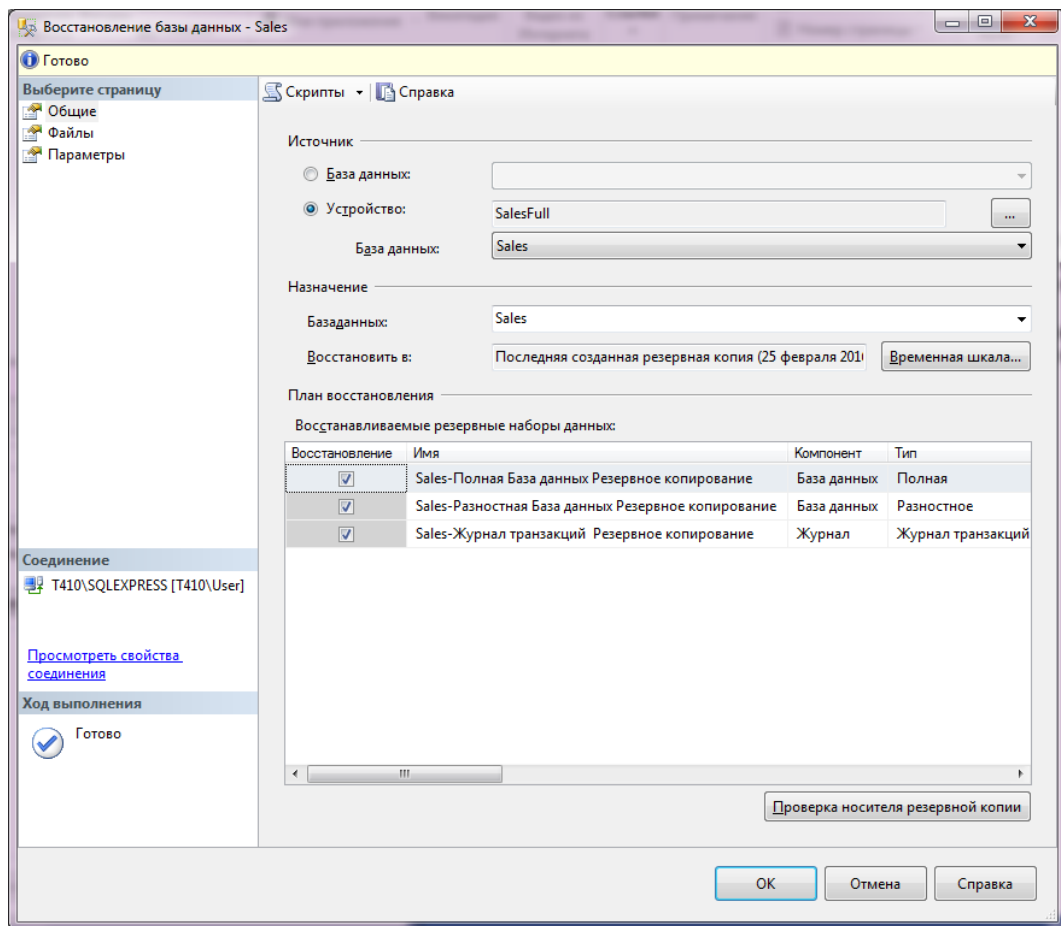 Восстановление базы данных - Sales
Готово
Выберите страницу
Общие
Файлы
Параметры
Скрипты
Справка
Источник
База данных:
Устройство:
SalesFull
...
База данных:
Sales
Назначение
Базаданных:
Sales
Восстановить в:
Последняя созданная резервная копия (25 февраля 201
Временная шкала...
План восстановления
Восстанавливаемые резервные наборы данных:
Восстановление Имя Компонент Тип
Sales-Полная База данных Резервное копирование База данных Полная
Sales-Разностная База данных Резервное копирование База данных Разностное
Sales-Журнал транзакций Резервное копирование Журнал Журнал транзакций
Соединение
T410\SQLEXPRESS [T410\User]
Просмотреть свойства
соединения
Ход выполнения
Готово
Проверка носителя резервной копии
ОК
Отмена
Справка